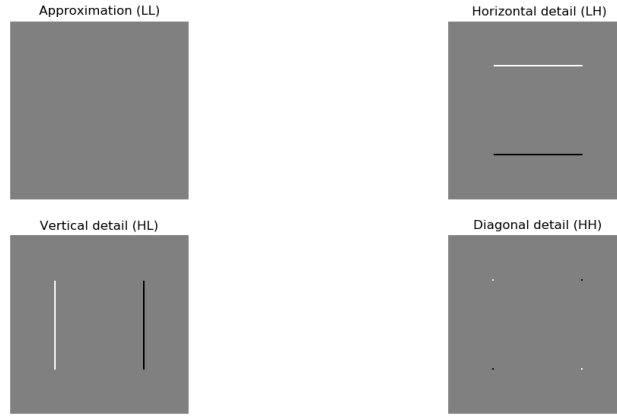 Approximation (LL)
Horizontal detail (LH)
Vertical detail (HL)
Diagonal detail (HH)